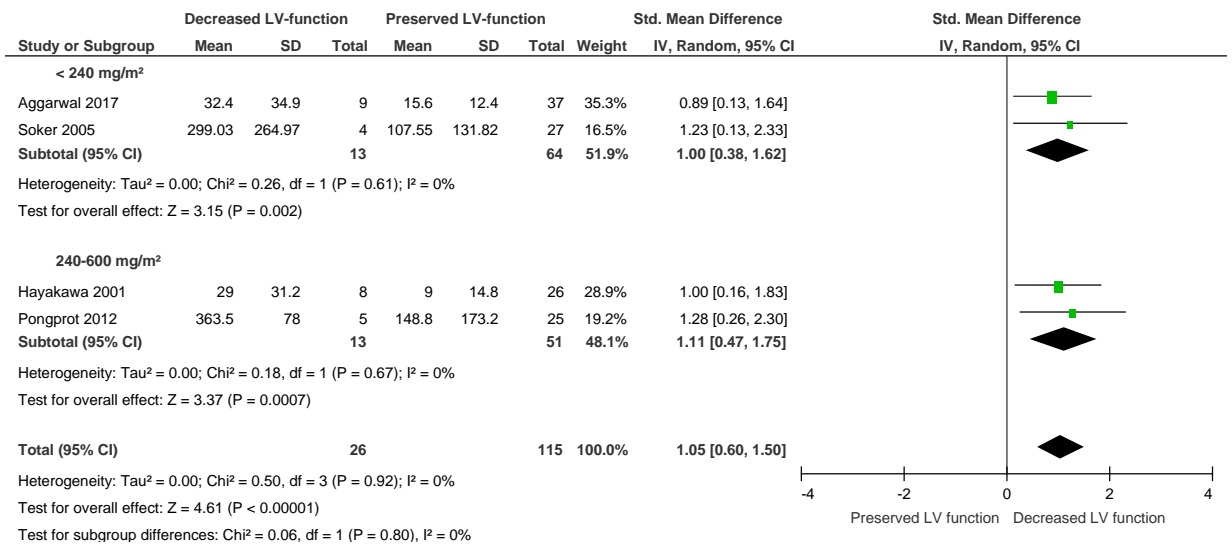 Decreased LV-function Preserved LV-function Std. Mean Difference Std. Mean Difference
Study or Subgroup Mean SD Total Mean SD Total Weight IV, Random, 95% CI IV, Random, 95% CI
< 240 mg/m²
Aggarwal 2017 32.4 34.9 9 15.6 12.4 37 35.3% 0.89 [0.13, 1.64]
Soker 2005 299.03 264.97 4 107.55 131.82 27 16.5% 1.23 [0.13, 2.33]
Subtotal (95% CI) 13 64 51.9% 1.00 [0.38, 1.62]
Heterogeneity: Tau² = 0.00; Chi² = 0.26, df = 1 (P = 0.61); I² = 0%
Test for overall effect: Z = 3.15 (P = 0.002)
240-600 mg/m²
Hayakawa 2001 29 31.2 8 9 14.8 26 28.9% 1.00 [0.16, 1.83]
Pongprot 2012 363.5 78 5 148.8 173.2 25 19.2% 1.28 [0.26, 2.30]
Subtotal (95% CI) 13 51 48.1% 1.11 [0.47, 1.75]
Heterogeneity: Tau² = 0.00; Chi² = 0.18, df = 1 (P = 0.67); I² = 0%
Test for overall effect: Z = 3.37 (P = 0.0007)
Total (95% CI) 26 115 100.0% 1.05 [0.60, 1.50]
Heterogeneity: Tau² = 0.00; Chi² = 0.50, df = 3 (P = 0.92); I² = 0%
Test for overall effect: Z = 4.61 (P < 0.00001)
Test for subgroup differences: Chi² = 0.06, df = 1 (P = 0.80), I² = 0%
-4 -2 0 2 4
Preserved LV function Decreased LV function